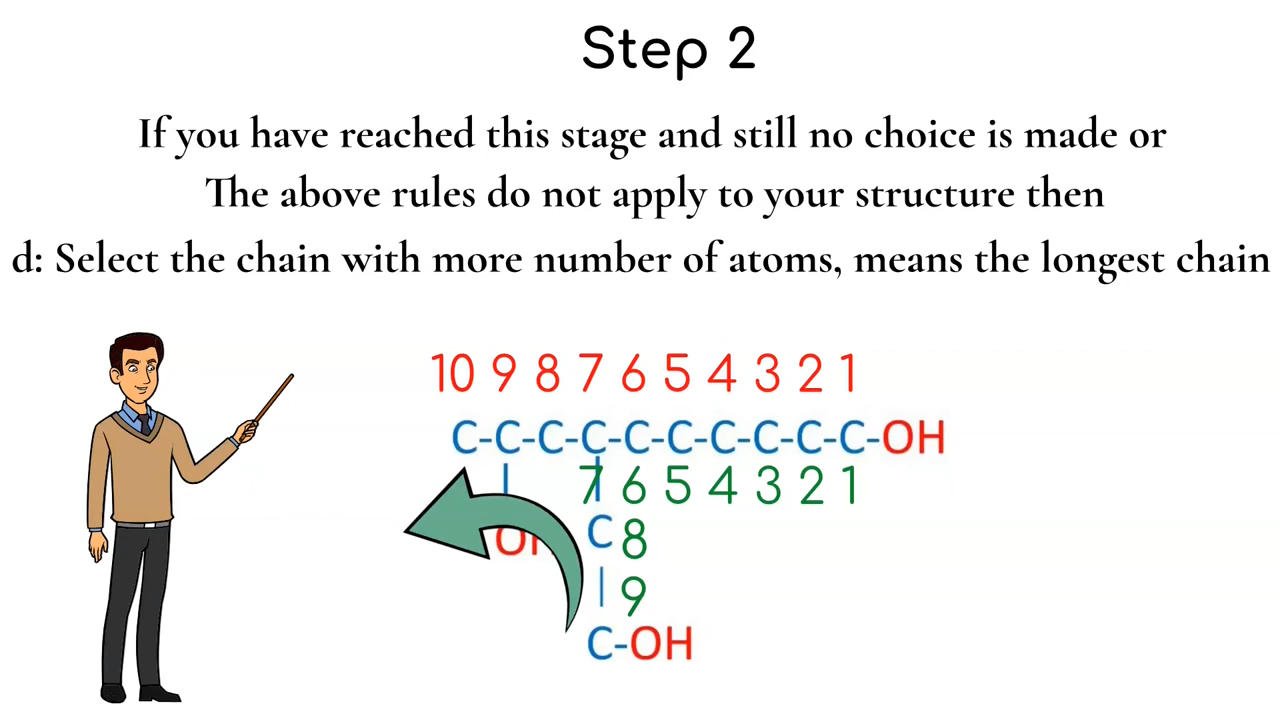 Step 2
If you have reached this stage and still no choice is made or
The above rules do not apply to your structure then
d: Select the chain with more number of atoms, means the longest chain
10 9 8 7 6 5 4 3 2 1
C-C-C-C-C-C-C-C-C-C-OH
7 6 5 4 3 2 1
OH C 8
9
C-OH